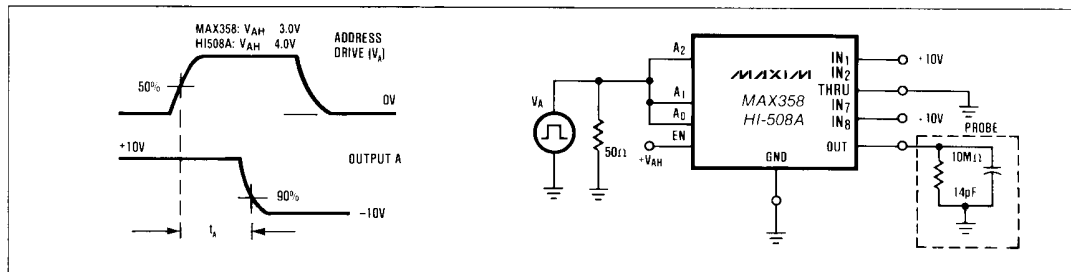 MAX358: VAH 3.0V
HI508A: VAH 4.0V
ADDRESS
DRIVE (VA)
50%
0V
+10V
OUTPUT A
90%
-10V
tA
VA
50Ω
A2
A1
A0
EN
+VAH
MAXIM
MAX358
HI-508A
GND
IN1
IN2
THRU
IN7
IN8
OUT
+10V
-10V
PROBE
10MΩ
14pF